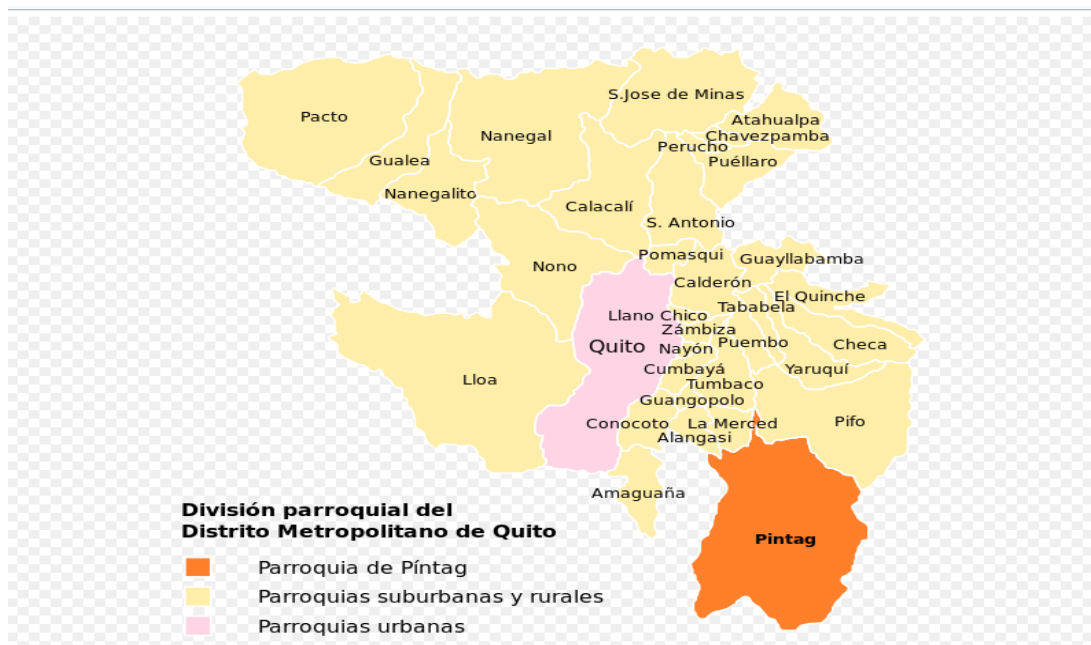 S.Jose de Minas
Pacto
Atahualpa
Nanegal
Chavezpamba
Perucho
Gualea
Puéllaro
Nanegalito
Calacalí
S. Antonio
Pomasqui
Guayllabamba
Nono
Calderón
El Quinche
Tababela
Llano Chico
Zámbiza
Puembo
Checa
Quito
Nayón
Cumbayá
Yaruquí
Lloa
Tumbaco
Guangopolo
Conocoto
La Merced
Pifo
Alangasi
Amaguaña
División parroquial del
Distrito Metropolitano de Quito
Pintag
Parroquia de Píntag
Parroquias suburbanas y rurales
Parroquias urbanas